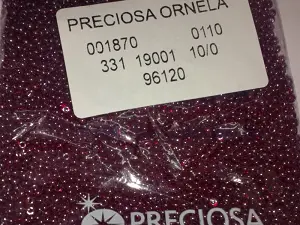 PRECIOSA ORNELA
001870 0110
331 19001 10/0
96120
PRECIOSA